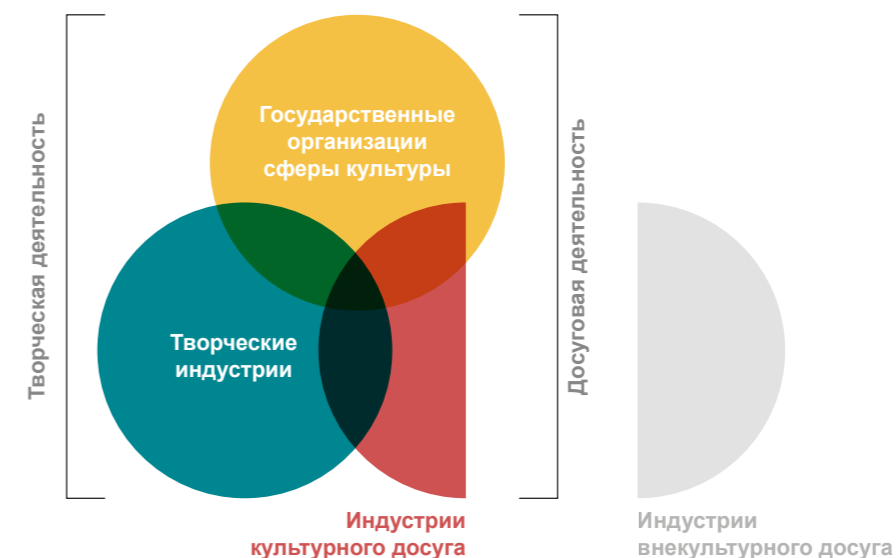 Творческая деятельность
Государственные
организации
сферы культуры
Творческие
индустрии
Досуговая деятельность
Индустрии
культурного досуга
Индустрии
внекультурного досуга